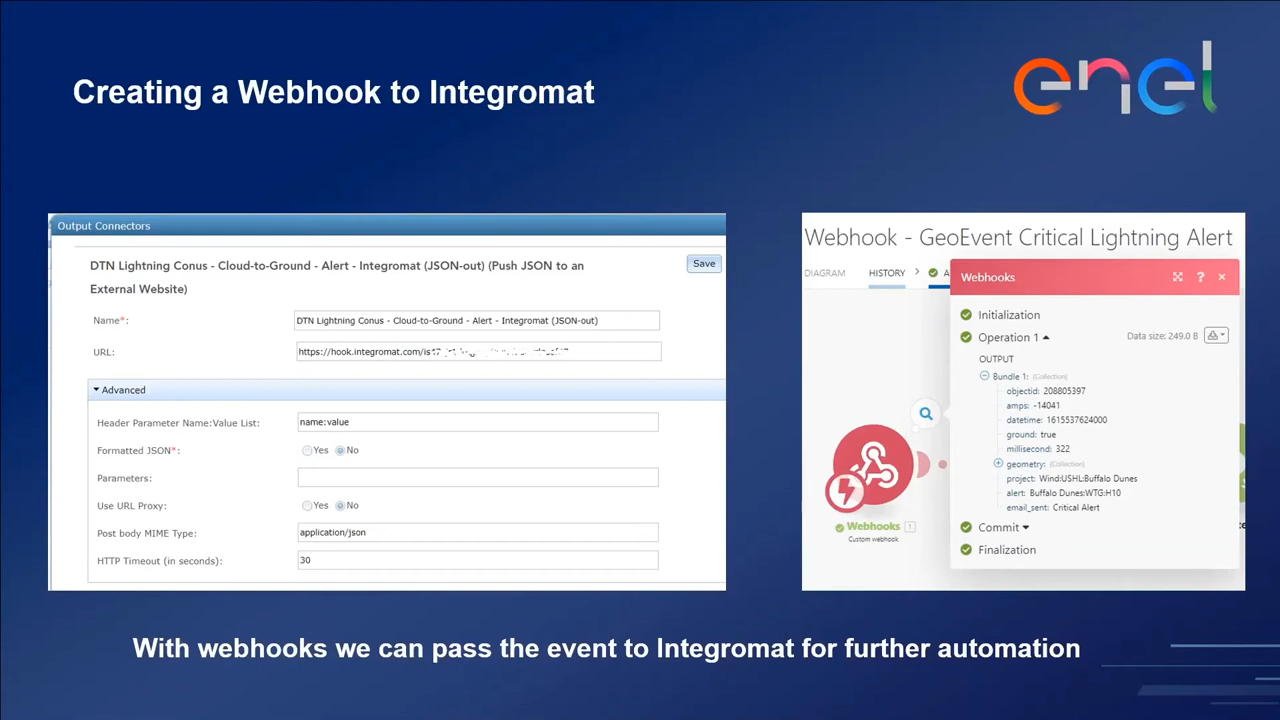 Creating a Webhook to Integromat
enel
Output Connectors
DTN Lightning Conus - Cloud-to-Ground - Alert - Integromat (JSON-out) (Push JSON to an
External Website)
Save
Name*:
DTN Lightning Conus - Cloud-to-Ground - Alert - Integromat (JSON-out)
URL:
https://hook.integromat.com/
Advanced
Header Parameter Name:Value List:
name:value
Formatted JSON*:
Yes No
Parameters:
Use URL Proxy:
Yes No
Post body MIME Type:
application/json
HTTP Timeout (in seconds):
30
Webhook - GeoEvent Critical Lightning Alert
DIAGRAM
HISTORY
Webhooks
Initialization
Operation 1
Data size: 249.0 B
OUTPUT
Bundle 1: (Collection)
objectid: 208805397
amps: -14041
datetime: 1615537624000
ground: true
millisecond: 322
geometry: (Collection)
project: Wind:USHL:Buffalo Dunes
alert: Buffalo Dunes:WTG:H10
email_sent: Critical Alert
Commit
Finalization
Webhooks 1
Custom webhook
With webhooks we can pass the event to Integromat for further automation